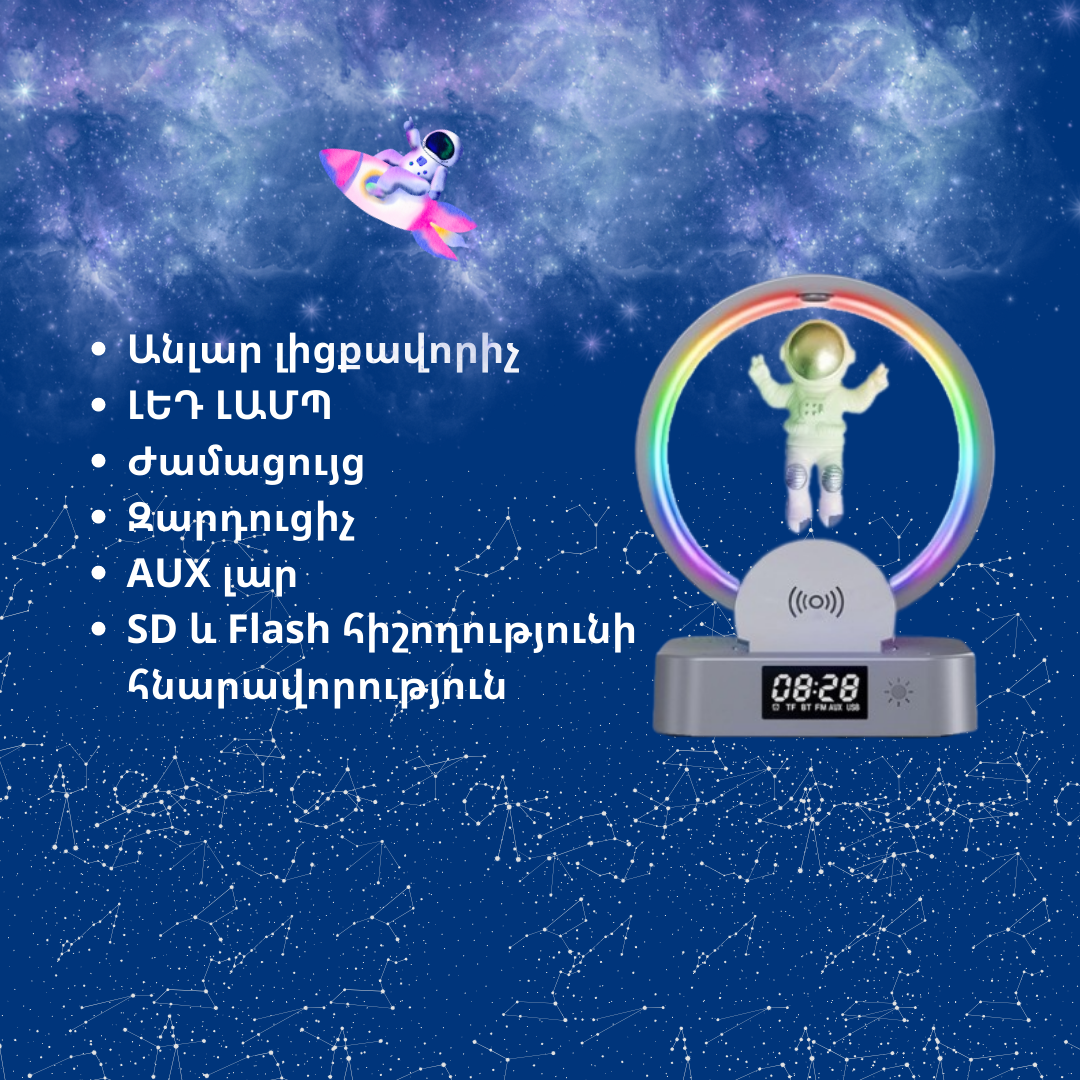 • Անլար լիցքավորիչ
• ԼԵԴ ԼԱՄՊ
• Ժամացույց
• Զարդուցիչ
• AUX լար
• SD և Flash հիշողությունի
հնարավորություն
08:28
TF BT FM AUX USB